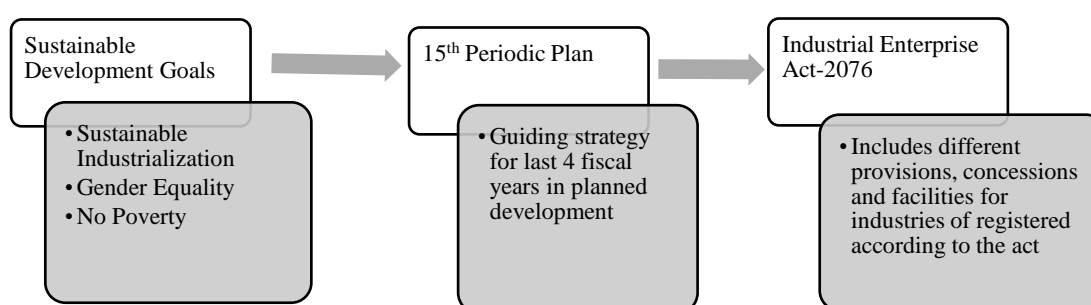 Sustainable
Development Goals
• Sustainable
Industrialization
• Gender Equality
• No Poverty
15th Periodic Plan
• Guiding strategy
for last 4 fiscal
years in planned
development
Industrial Enterprise
Act-2076
• Includes different
provisions, concessions
and facilities for
industries of registered
according to the act